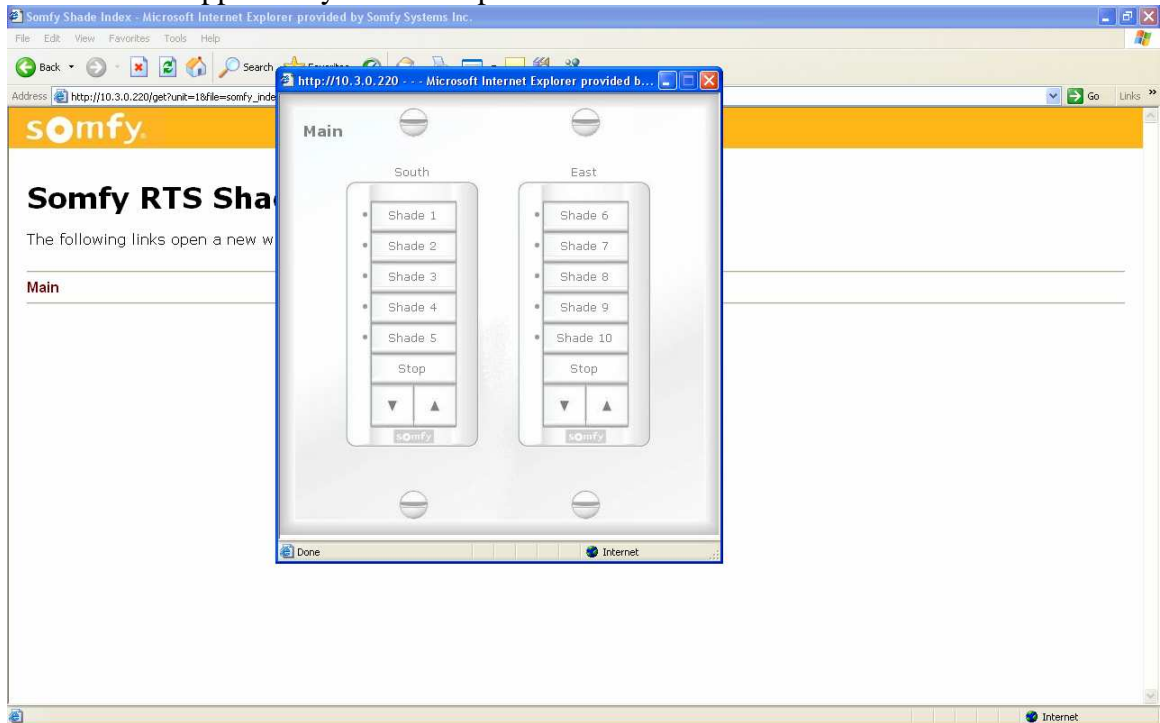 Somfy Shade Index - Microsoft Internet Explorer provided by Somfy Systems Inc.
File Edit View Favorites Tools Help
Back Search
Address http://10.3.0.220/get?unit=1&file=somfy_inde Go Links »
http://10.3.0.220 - - - Microsoft Internet Explorer provided b...
somfy.
Somfy RTS Sha
The following links open a new w
Main
Main
South East
Shade 1 Shade 6
Shade 2 Shade 7
Shade 3 Shade 8
Shade 4 Shade 9
Shade 5 Shade 10
Stop Stop
somfy somfy
Done Internet
Internet